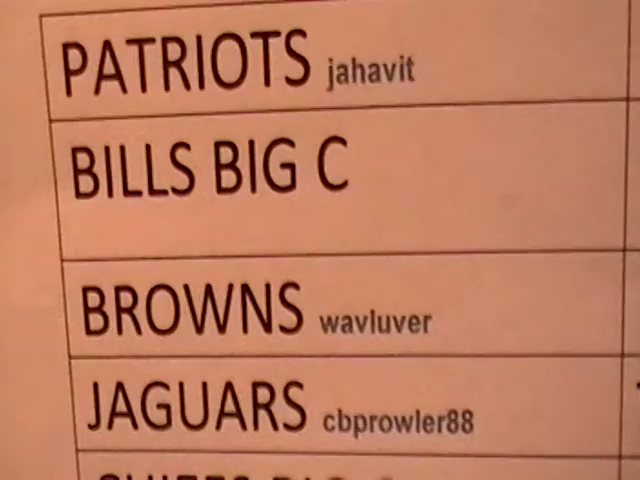 PATRIOTS jahavit
BILLS BIG C
BROWNS wavluver
JAGUARS cbprowler88